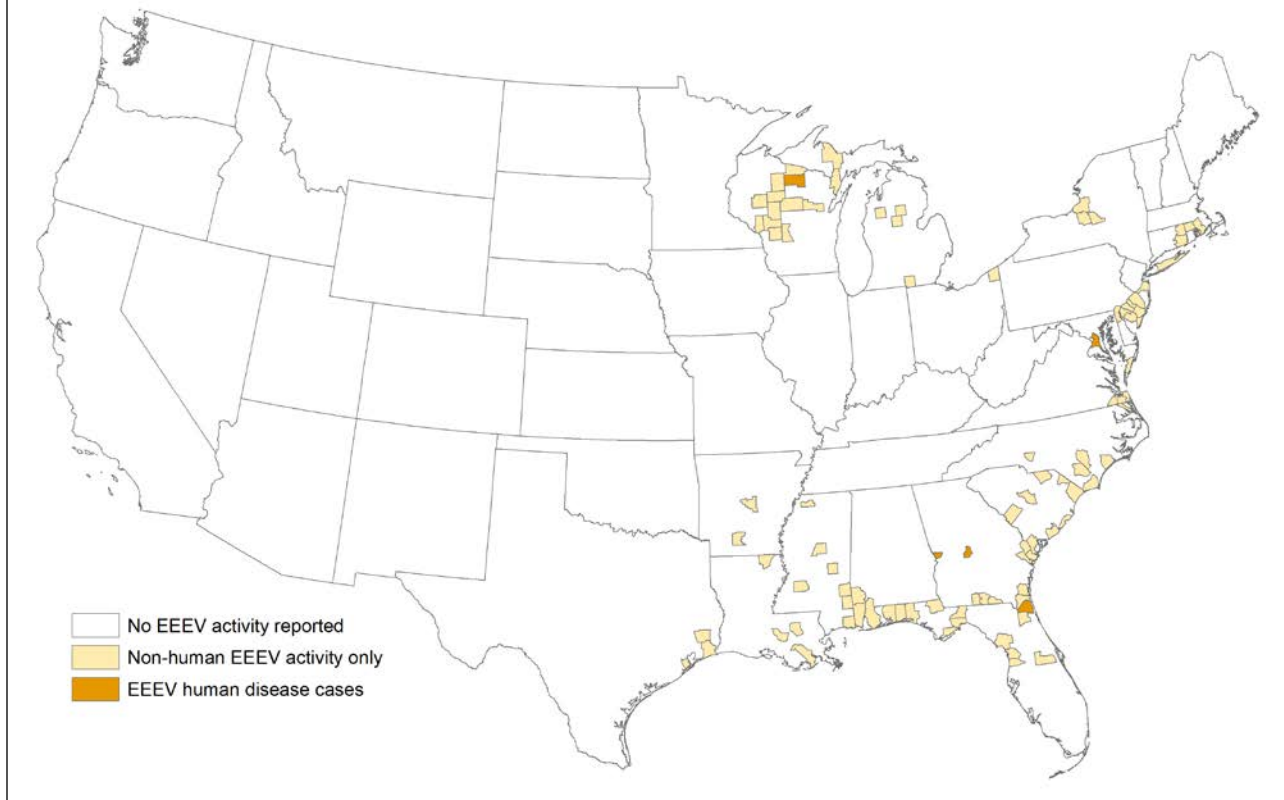 No EEEV activity reported
Non-human EEEV activity only
EEEV human disease cases